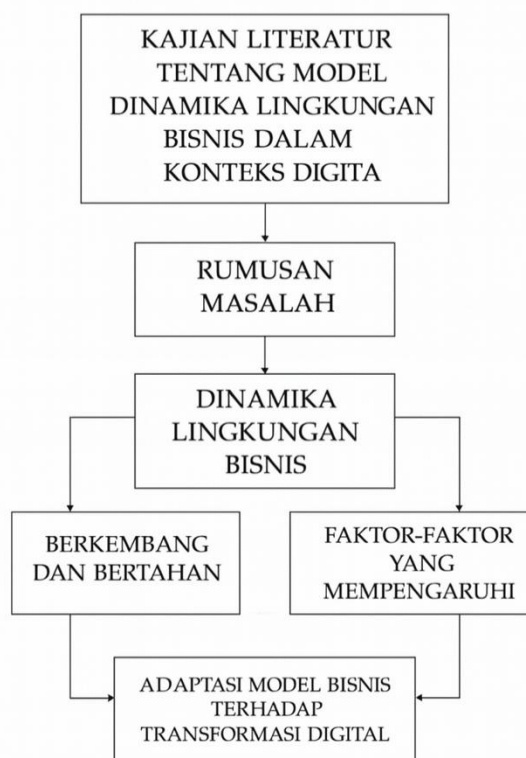 KAJIAN LITERATUR
TENTANG MODEL
DINAMIKA LINGKUNGAN
BISNIS DALAM
KONTEKS DIGITA
RUMUSAN
MASALAH
DINAMIKA
LINGKUNGAN
BISNIS
BERKEMBANG
DAN BERTAHAN
FAKTOR-FAKTOR
YANG
MEMPENGARUHI
ADAPTASI MODEL BISNIS
TERHADAP
TRANSFORMASI DIGITAL